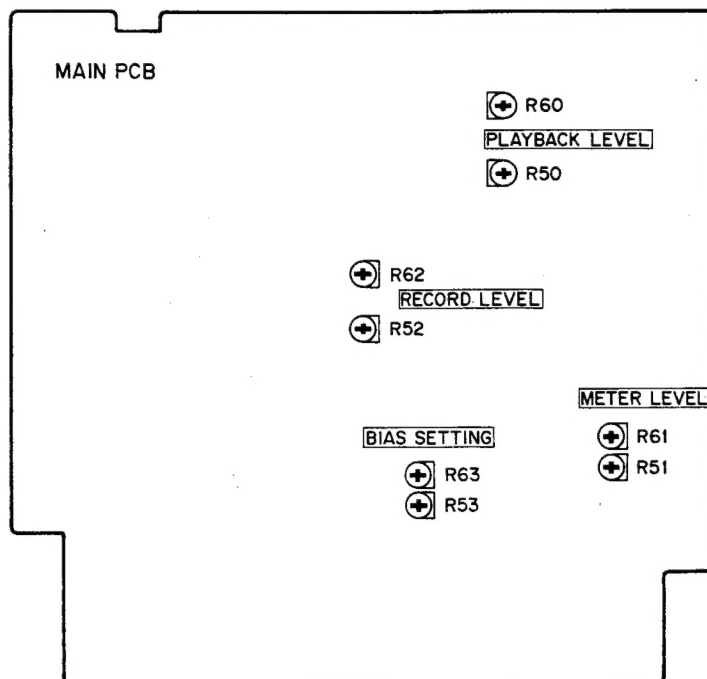 MAIN PCB
R60
PLAYBACK LEVEL
R50
R62
RECORD LEVEL
R52
METER LEVEL
BIAS SETTING
R61
R63
R51
R53